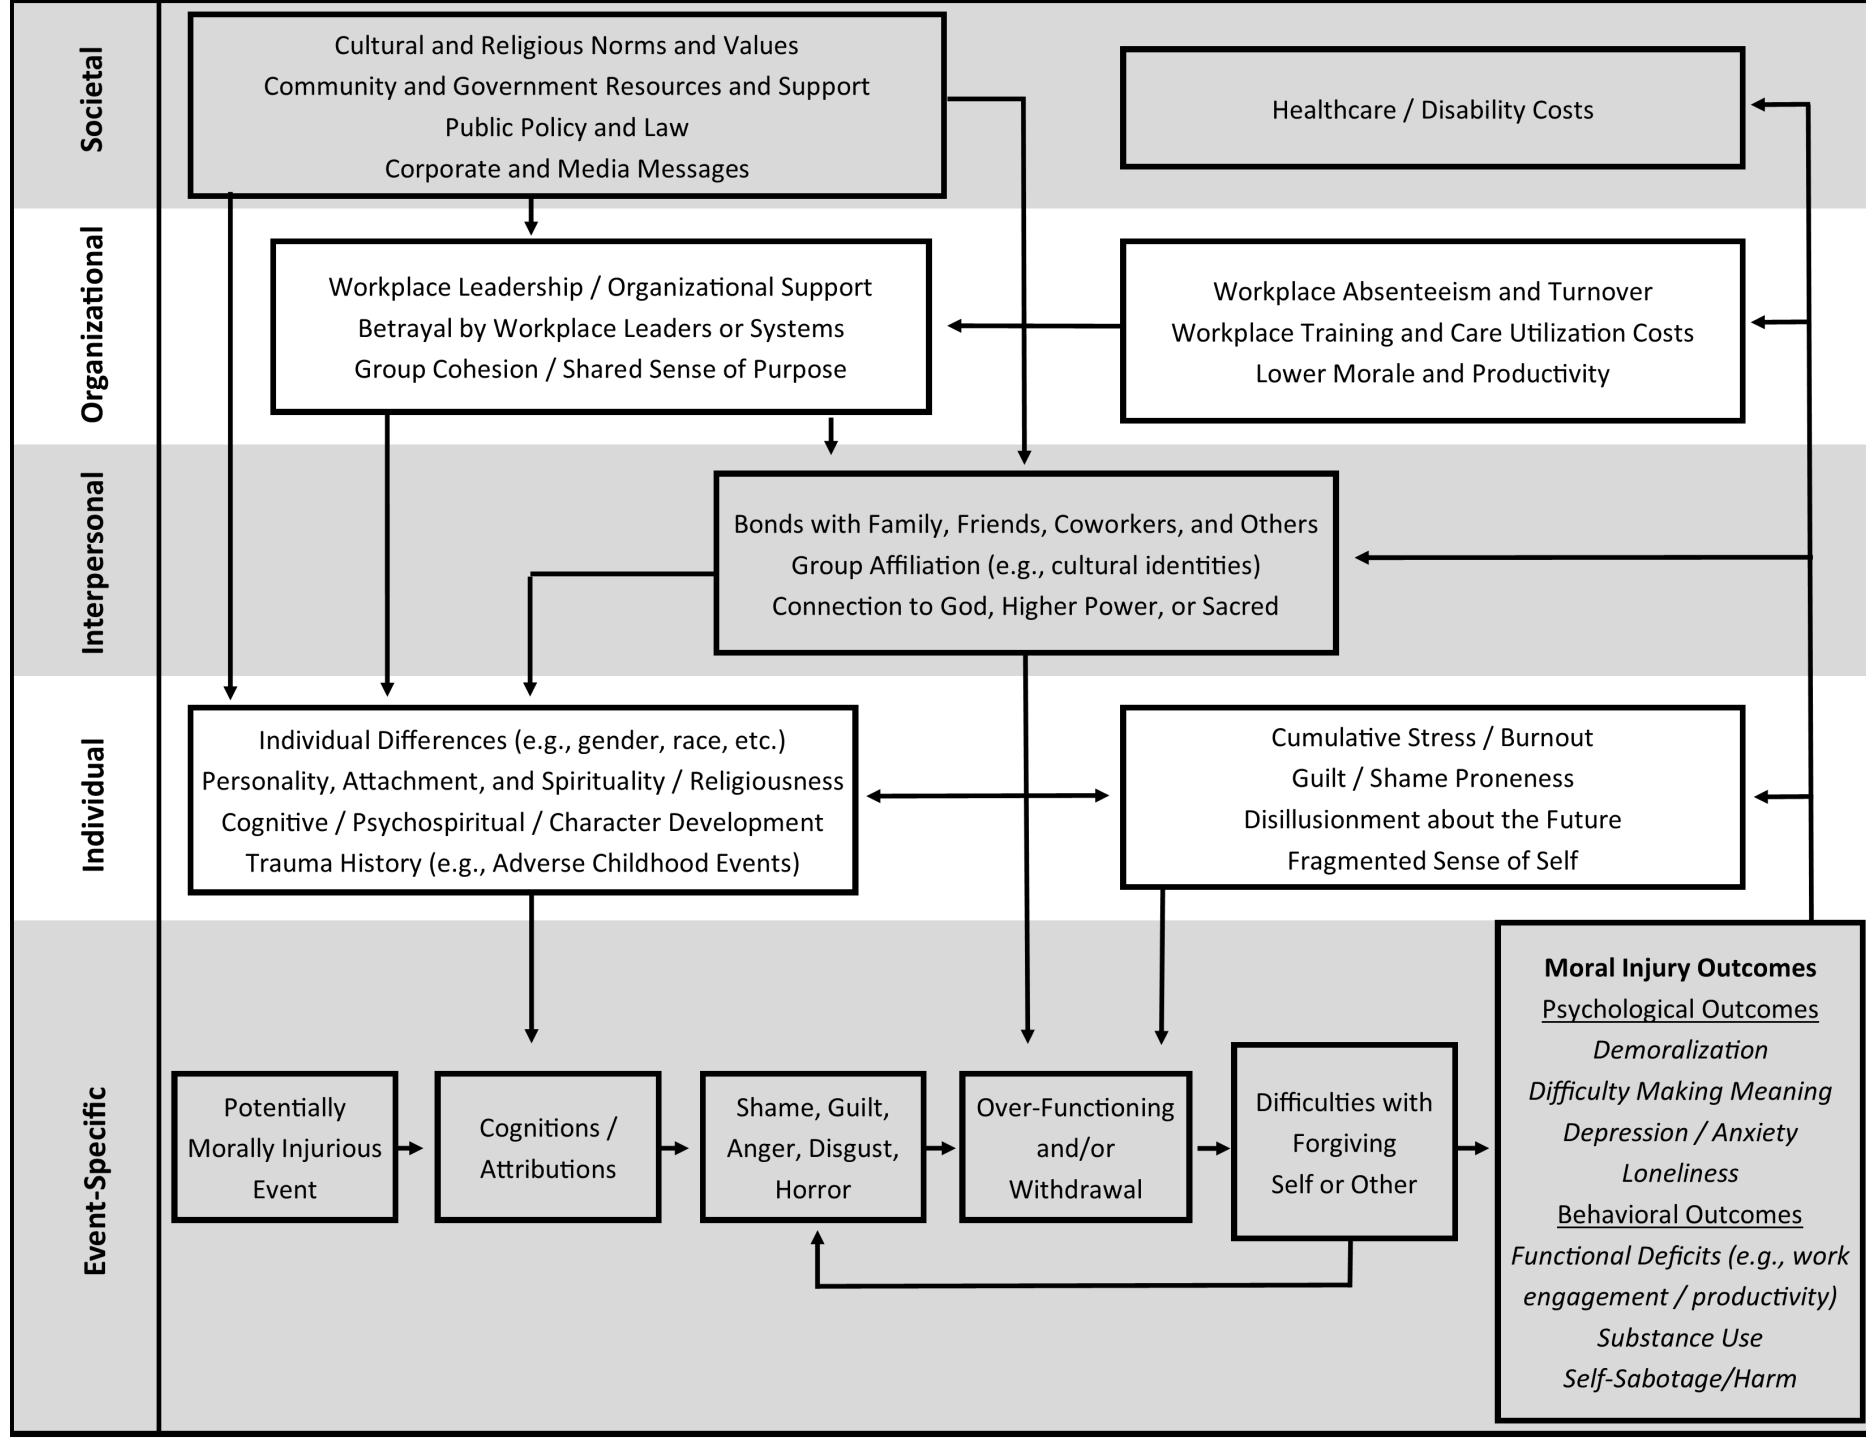 Societal
Cultural and Religious Norms and Values
Community and Government Resources and Support
Public Policy and Law
Corporate and Media Messages
Healthcare / Disability Costs
Organizational
Workplace Leadership / Organizational Support
Betrayal by Workplace Leaders or Systems
Group Cohesion / Shared Sense of Purpose
Workplace Absenteeism and Turnover
Workplace Training and Care Utilization Costs
Lower Morale and Productivity
Interpersonal
Bonds with Family, Friends, Coworkers, and Others
Group Affiliation (e.g., cultural identities)
Connection to God, Higher Power, or Sacred
Individual
Individual Differences (e.g., gender, race, etc.)
Personality, Attachment, and Spirituality / Religiousness
Cognitive / Psychospiritual / Character Development
Trauma History (e.g., Adverse Childhood Events)
Cumulative Stress / Burnout
Guilt / Shame Proneness
Disillusionment about the Future
Fragmented Sense of Self
Event-Specific
Potentially
Morally Injurious
Event
Cognitions /
Attributions
Shame, Guilt,
Anger, Disgust,
Horror
Over-Functioning
and/or
Withdrawal
Difficulties with
Forgiving
Self or Other
Moral Injury Outcomes
Psychological Outcomes
Demoralization
Difficulty Making Meaning
Depression / Anxiety
Loneliness
Behavioral Outcomes
Functional Deficits (e.g., work
engagement / productivity)
Substance Use
Self-Sabotage/Harm